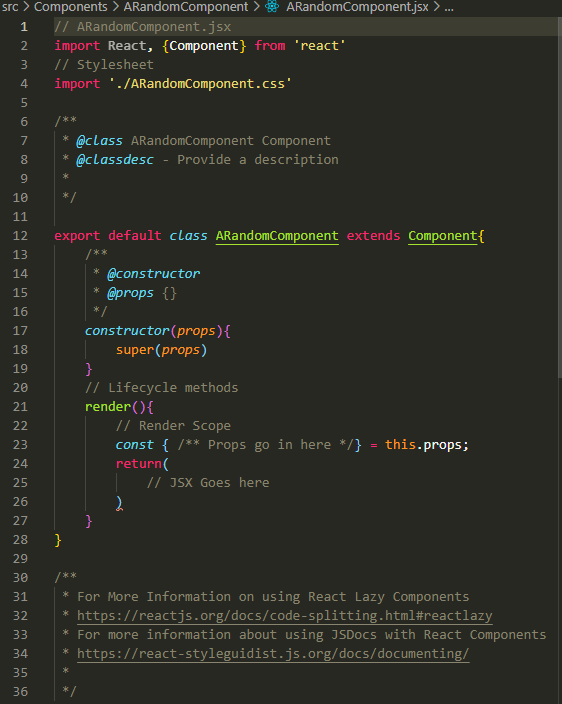 src > Components > ARandomComponent > ARandomComponent.jsx > ...
1 // ARandomComponent.jsx
2 import React, {Component} from 'react'
3 // Stylesheet
4 import './ARandomComponent.css'
5
6 /**
7  * @class ARandomComponent Component
8  * @classdesc - Provide a description
9  *
10  */
11
12 export default class ARandomComponent extends Component{
13     /**
14      * @constructor
15      * @props {}
16      */
17     constructor(props){
18         super(props)
19     }
20     // Lifecycle methods
21     render(){
22         // Render Scope
23         const { /** Props go in here */} = this.props;
24         return(
25             // JSX Goes here
26         )
27     }
28 }
29
30 /**
31  * For More Information on using React Lazy Components
32  * https://reactjs.org/docs/code-splitting.html#reactlazy
33  * For more information about using JSDocs with React Components
34  * https://react-styleguidist.js.org/docs/documenting/
35  *
36  */